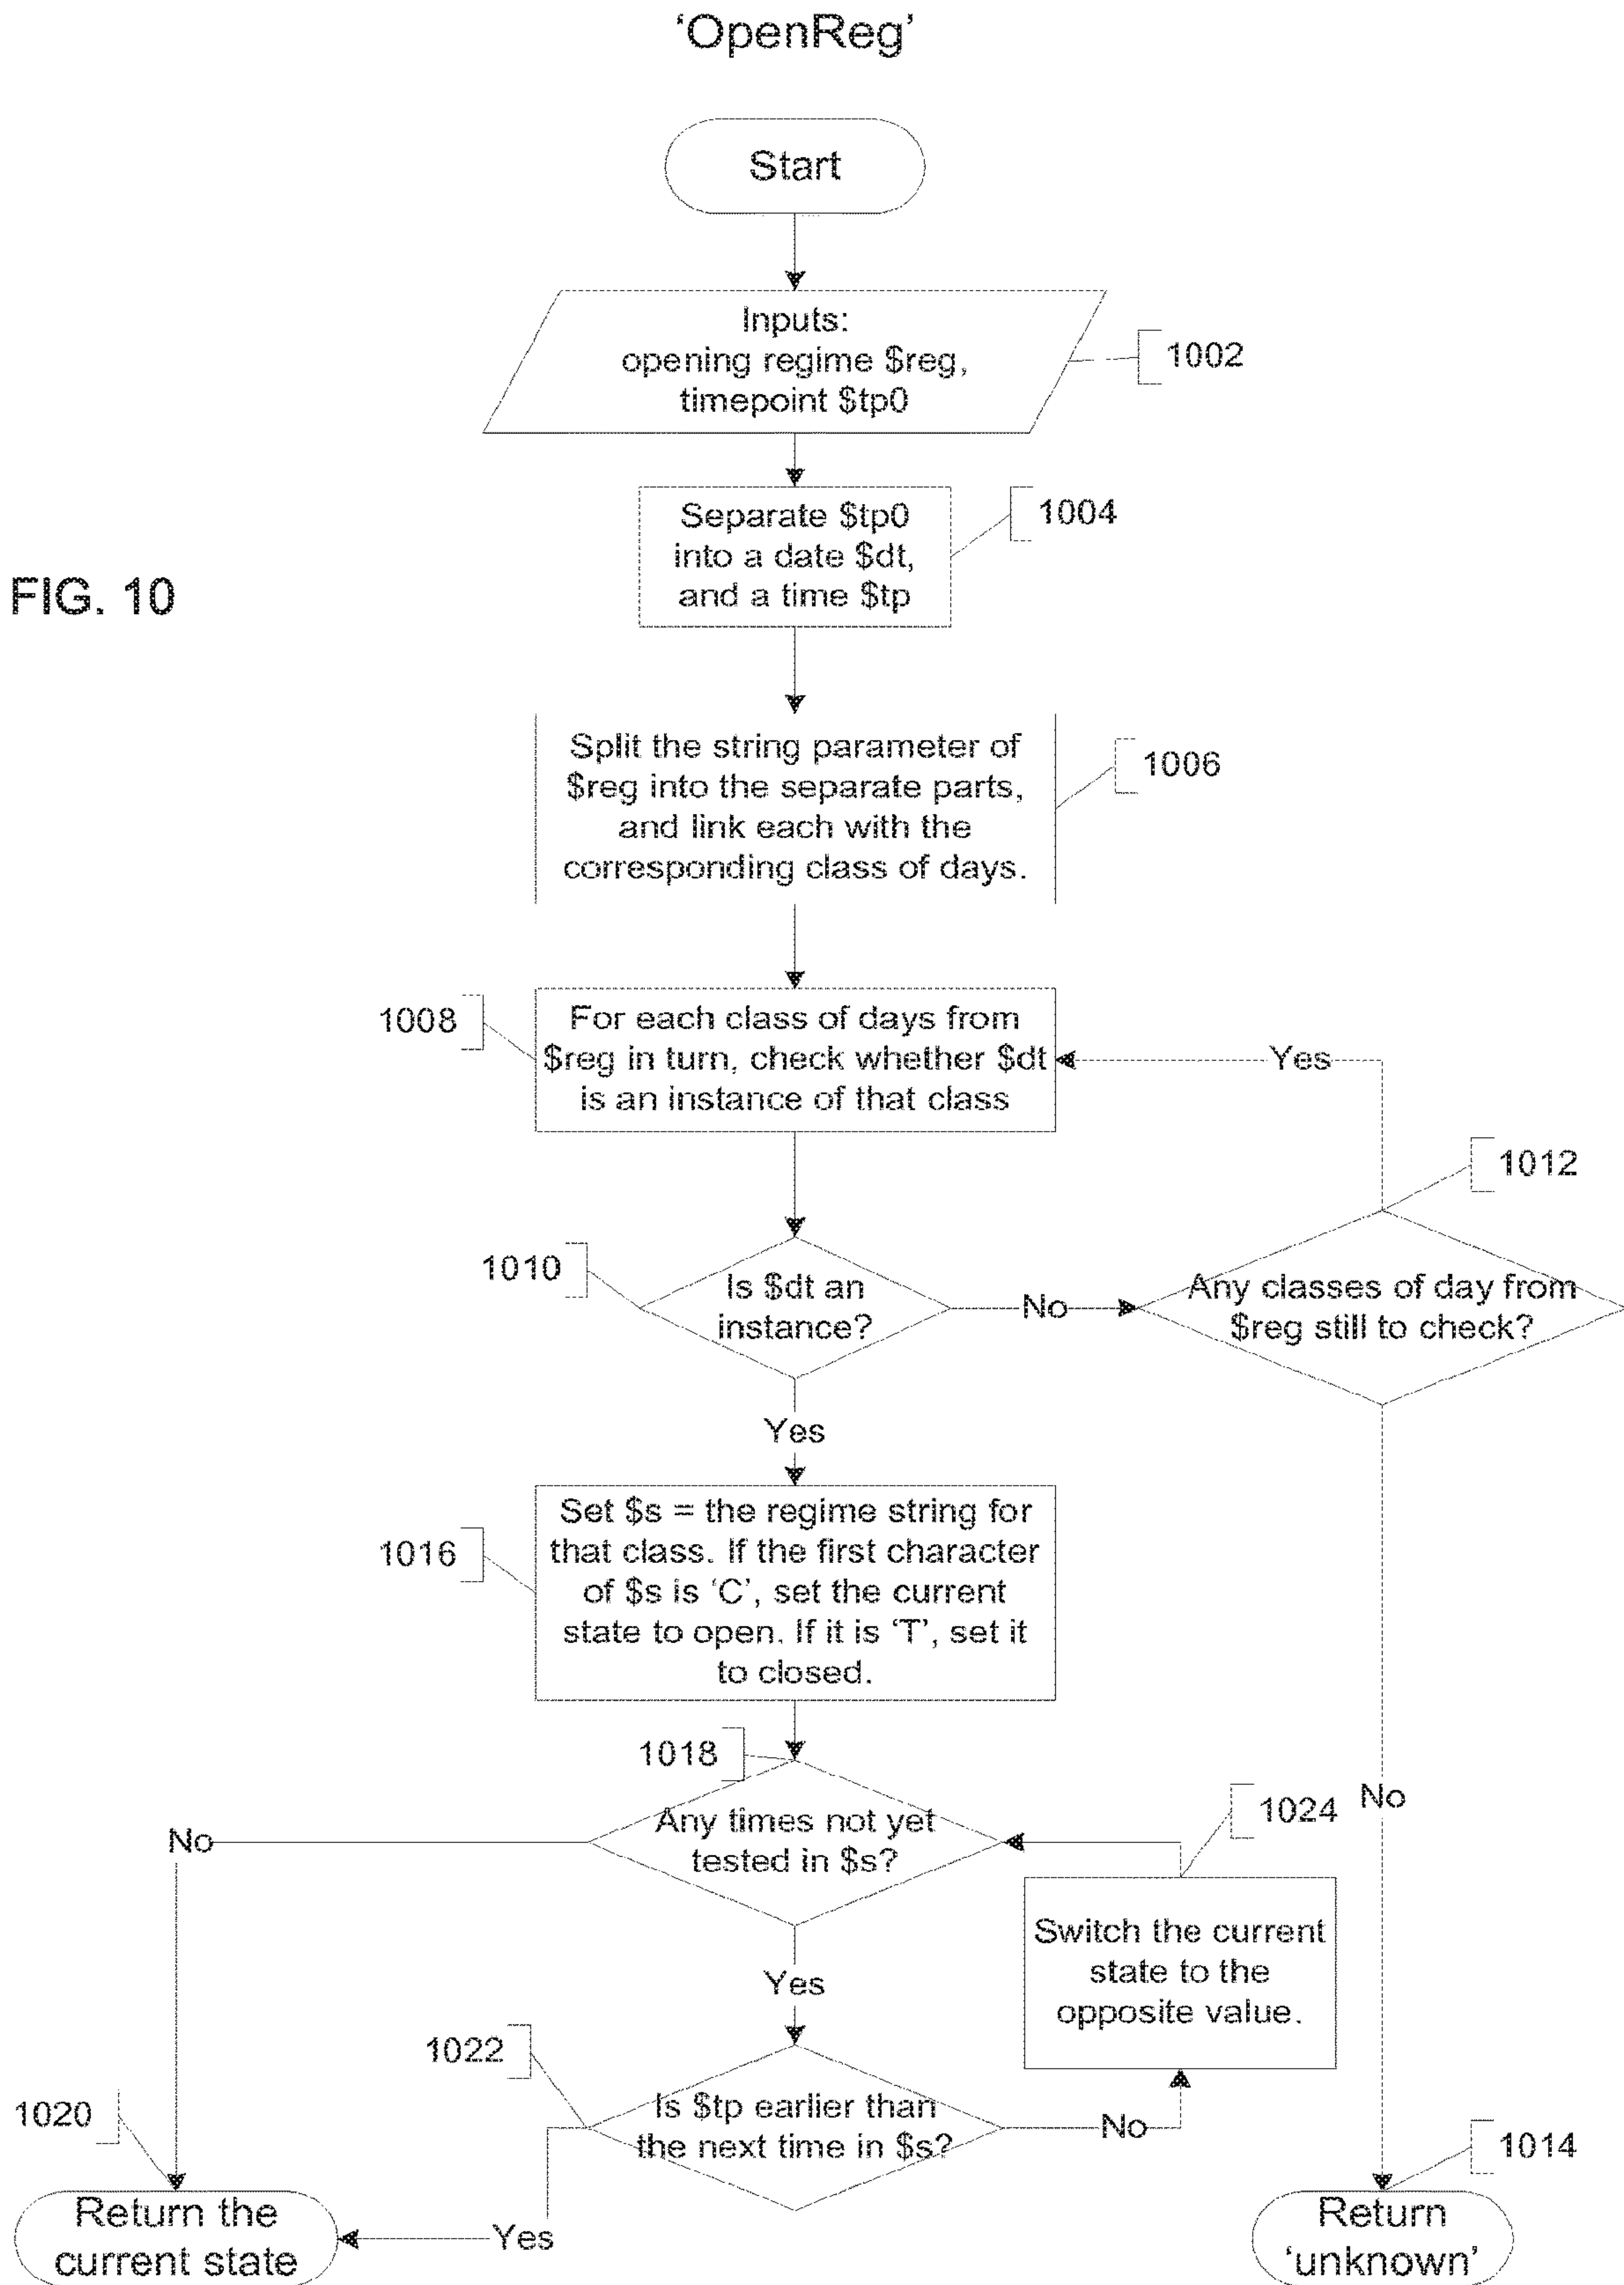 ‘OpenReg’
Start
Inputs:
opening regime $reg,
timepoint $tp0
1002
Separate $tp0
into a date $dt,
and a time $tp
1004
FIG. 10
Split the string parameter of
$reg into the separate parts,
and link each with the
corresponding class of days.
1006
1008
For each class of days from
$reg in turn, check whether $dt
is an instance of that class
Yes
1012
1010
Is $dt an
instance?
No
Any classes of day from
$reg still to check?
Yes
1016
Set $s = the regime string for
that class. If the first character
of $s is ‘C’, set the current
state to open. If it is ‘T’, set it
to closed.
1018
Any times not yet
tested in $s?
No
1024
No
Switch the current
state to the
opposite value.
Yes
1022
Is $tp earlier than
the next time in $s?
No
1020
1014
Return the
current state
Yes
Return
‘unknown’